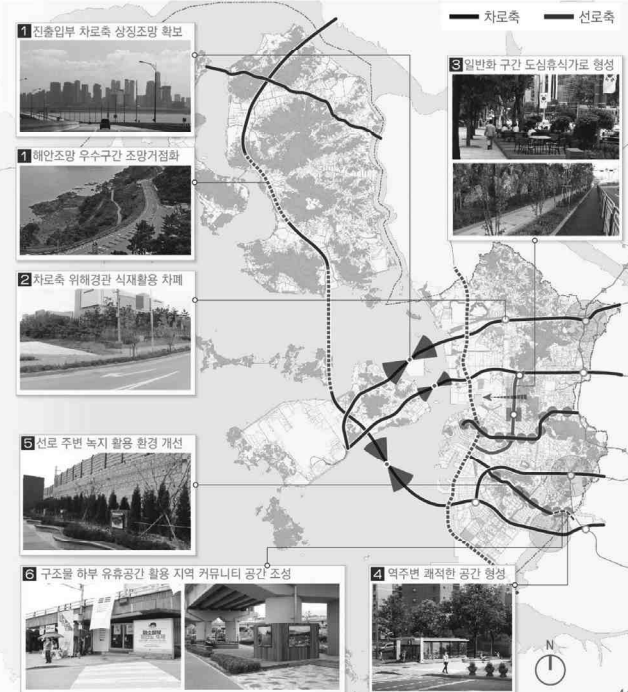 차로축
선로축
1 진출입부 차로축 상징조망 확보
3 일반화 구간 도심휴식가로 형성
1 해안조망 우수구간 조망거점화
2 차로축 위해경관 식재활용 차폐
5 선로 주변 녹지 활용 환경 개선
6 구조물 하부 유휴공간 활용 지역 커뮤니티 공간 조성
4 역주변 쾌적한 공간 형성
N